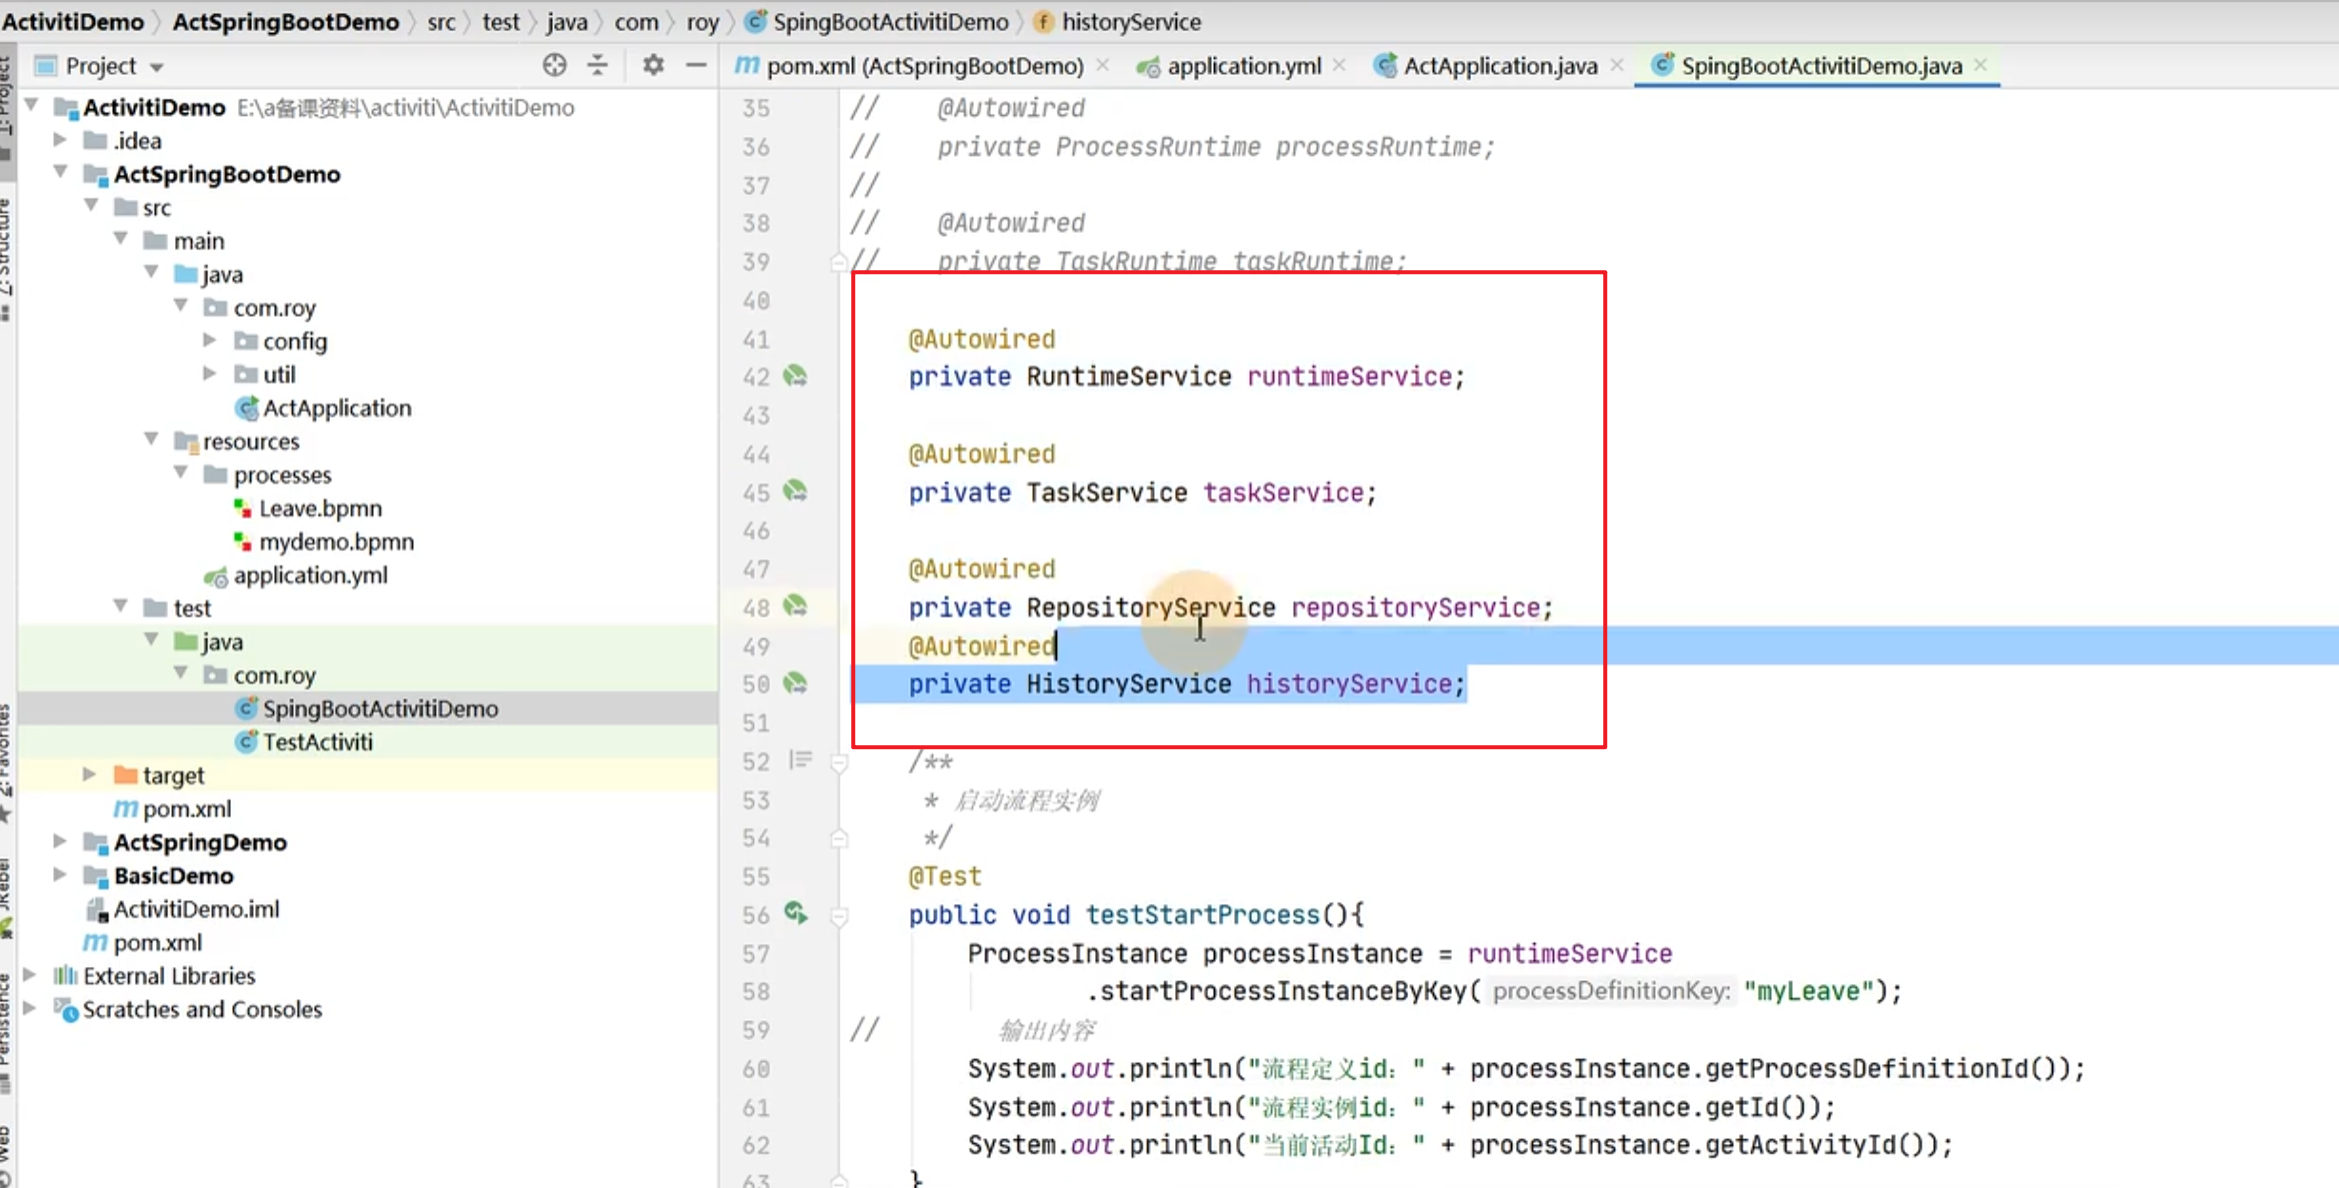 ActivitiDemo ActSpringBootDemo src test java com roy SpingBootActivitiDemo historyService
Project
pom.xml (ActSpringBootDemo) application.yml ActApplication.java SpingBootActivitiDemo.java
1: Project
Z: Structure
2: Favorites
JRebel
Persistence
Web
ActivitiDemo E:\a备课资料\activiti\ActivitiDemo
.idea
ActSpringBootDemo
src
main
java
com.roy
config
util
ActApplication
resources
processes
Leave.bpmn
mydemo.bpmn
application.yml
test
java
com.roy
SpingBootActivitiDemo
TestActiviti
target
pom.xml
ActSpringDemo
BasicDemo
ActivitiDemo.iml
pom.xml
External Libraries
Scratches and Consoles
35 // @Autowired
36 // private ProcessRuntime processRuntime;
37 //
38 // @Autowired
39 // private TaskRuntime taskRuntime;
40
41 @Autowired
42 private RuntimeService runtimeService;
43
44 @Autowired
45 private TaskService taskService;
46
47 @Autowired
48 private RepositoryService repositoryService;
49 @Autowired
50 private HistoryService historyService;
51
52 /**
53 * 启动流程实例
54 */
55 @Test
56 public void testStartProcess(){
57 ProcessInstance processInstance = runtimeService
58 .startProcessInstanceByKey( processDefinitionKey: "myLeave");
59 // 输出内容
60 System.out.println("流程定义id：" + processInstance.getProcessDefinitionId());
61 System.out.println("流程实例id：" + processInstance.getId());
62 System.out.println("当前活动Id：" + processInstance.getActivityId());
63 }